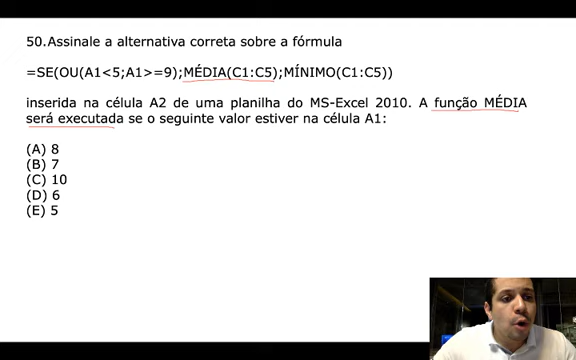 50.Assinale a alternativa correta sobre a fórmula
=SE(OU(A1<5;A1>=9);MÉDIA(C1:C5);MÍNIMO(C1:C5))
inserida na célula A2 de uma planilha do MS-Excel 2010. A função MÉDIA
será executada se o seguinte valor estiver na célula A1:
(A) 8
(B) 7
(C) 10
(D) 6
(E) 5